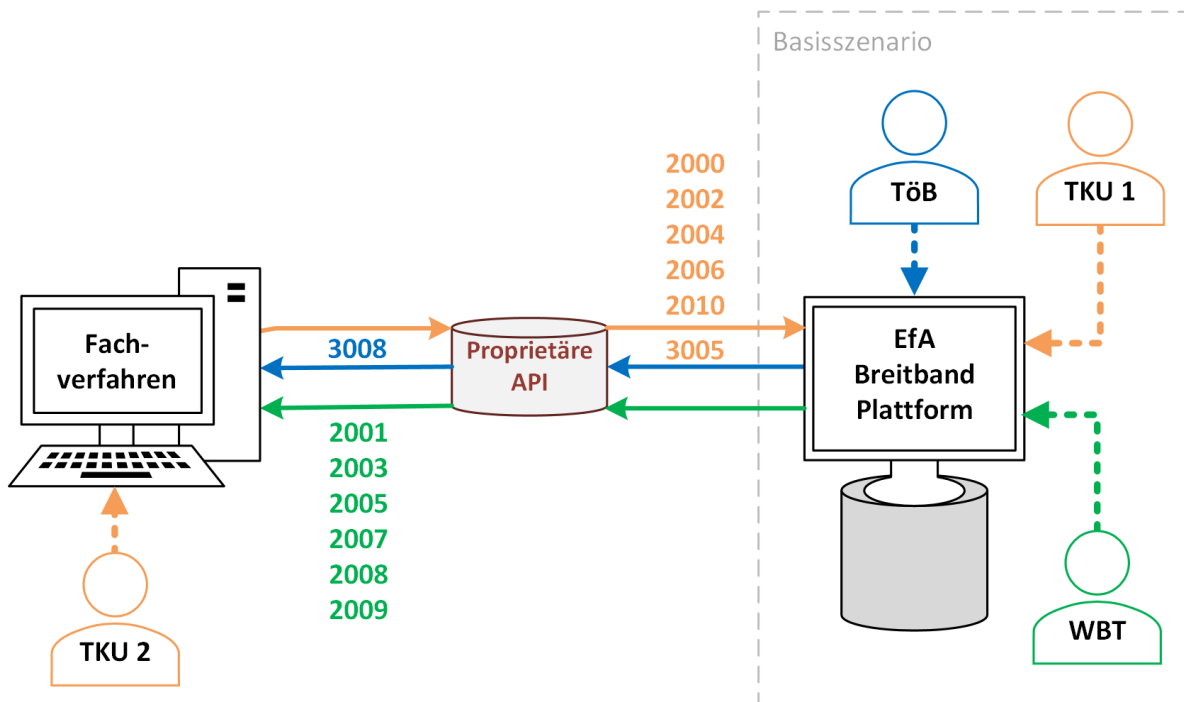 Basisszenario
TöB
TKU 1
2000
2002
2004
2006
2010
3005
3008
Fach-
verfahren
Proprietäre
API
EfA
Breitband
Plattform
2001
2003
2005
2007
2008
2009
TKU 2
WBT